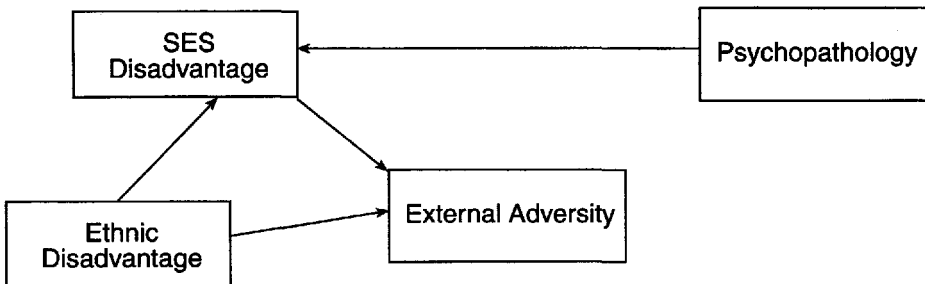 SES
Disadvantage
Psychopathology
External Adversity
Ethnic
Disadvantage